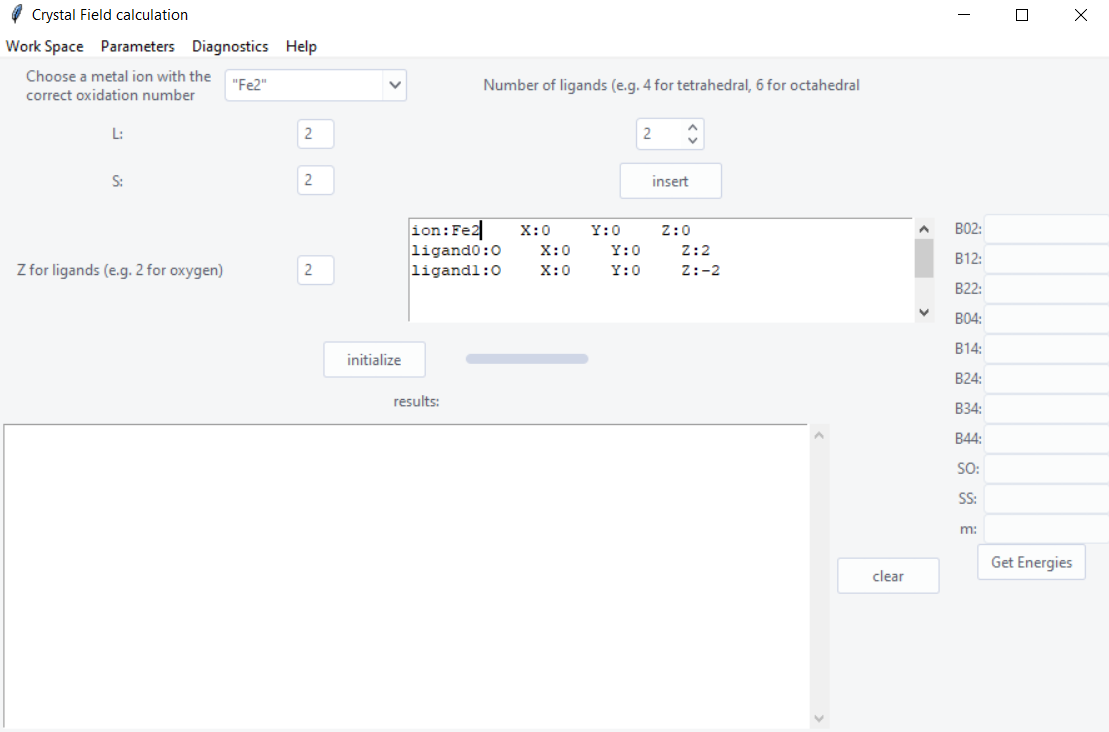 Crystal Field calculation
Work Space Parameters Diagnostics Help
Choose a metal ion with the
correct oxidation number
"Fe2"
Number of ligands (e.g. 4 for tetrahedral, 6 for octahedral
L:
2
2
S:
2
insert
Z for ligands (e.g. 2 for oxygen)
2
ion:Fe2 X:0 Y:0 Z:0
ligand0:O X:0 Y:0 Z:2
ligand1:O X:0 Y:0 Z:-2
initialize
results:
B02:
B12:
B22:
B04:
B14:
B24:
B34:
B44:
SO:
SS:
m:
Get Energies
clear